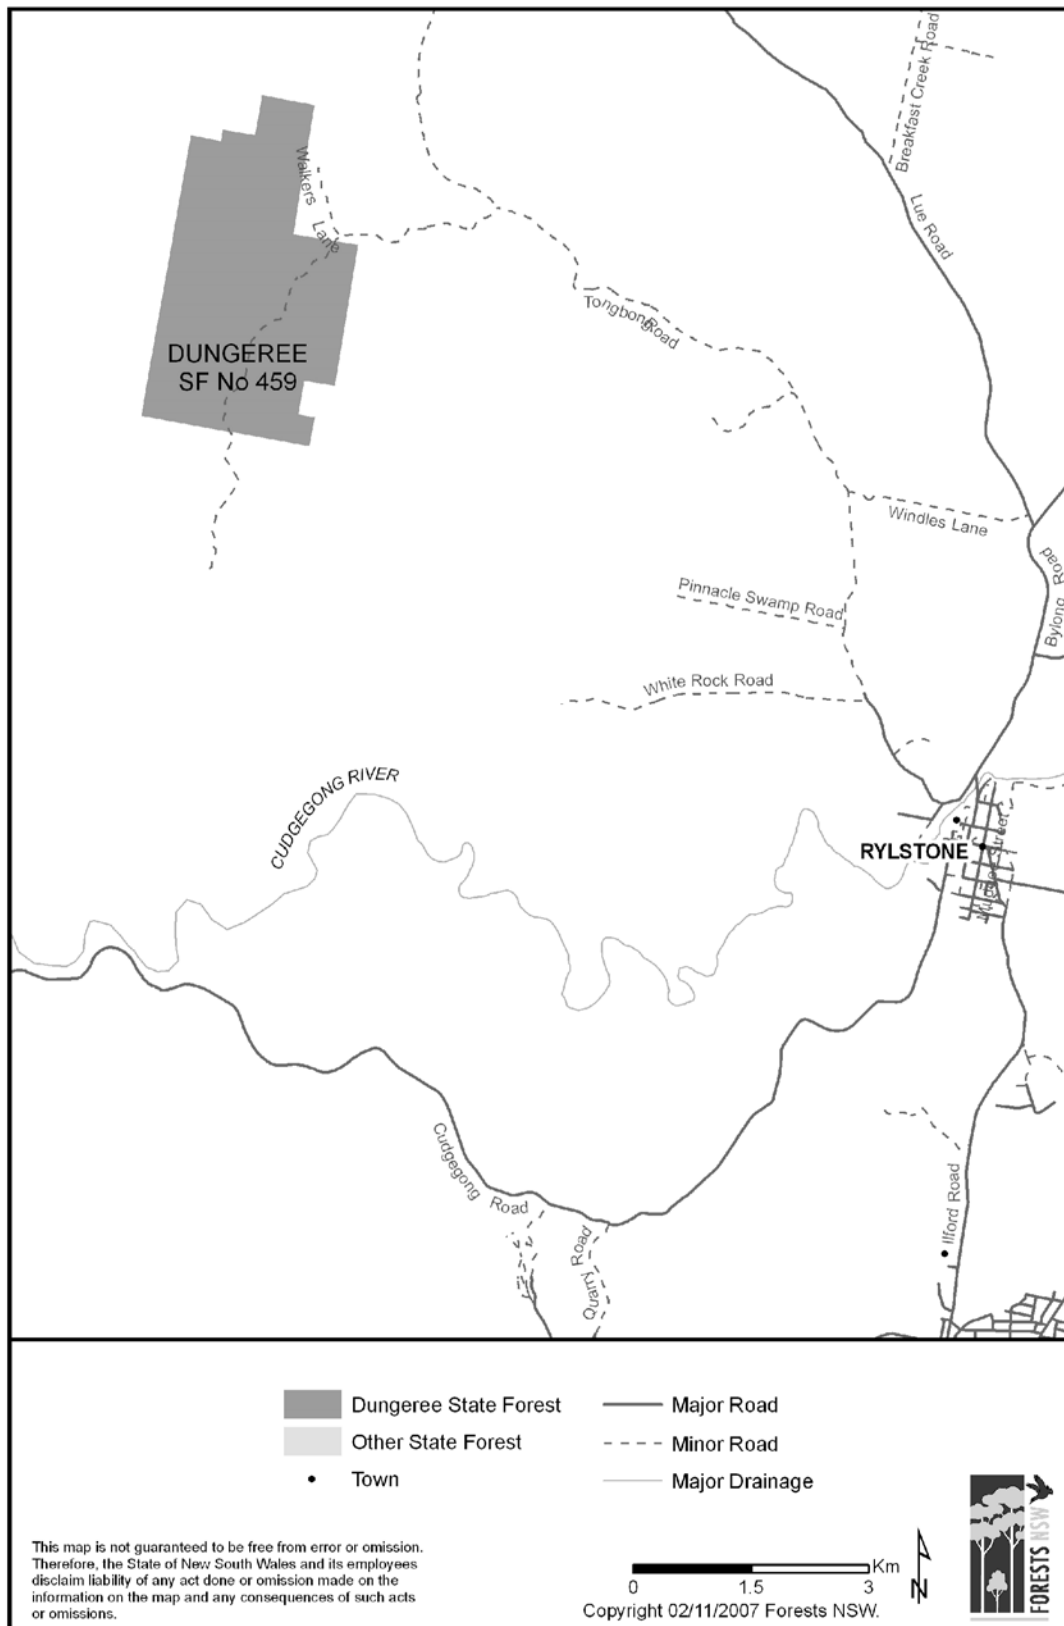 Breakfast Creek Road
Walkers Lane
Lue Road
Tongbong Road
DUNGEREE
SF No 459
Windles Lane
Bylong Road
Pinnacle Swamp Road
White Rock Road
CUDGEGONG RIVER
RYLSTONE
Street
Cudgegong Road
Quarry Road
Ilford Road
Dungeree State Forest
Other State Forest
Town
Major Road
Minor Road
Major Drainage
This map is not guaranteed to be free from error or omission.
Therefore, the State of New South Wales and its employees
disclaim liability of any act done or omission made on the
information on the map and any consequences of such acts
or omissions.
Km
0 1.5 3
N
Copyright 02/11/2007 Forests NSW.
FORESTS NSW